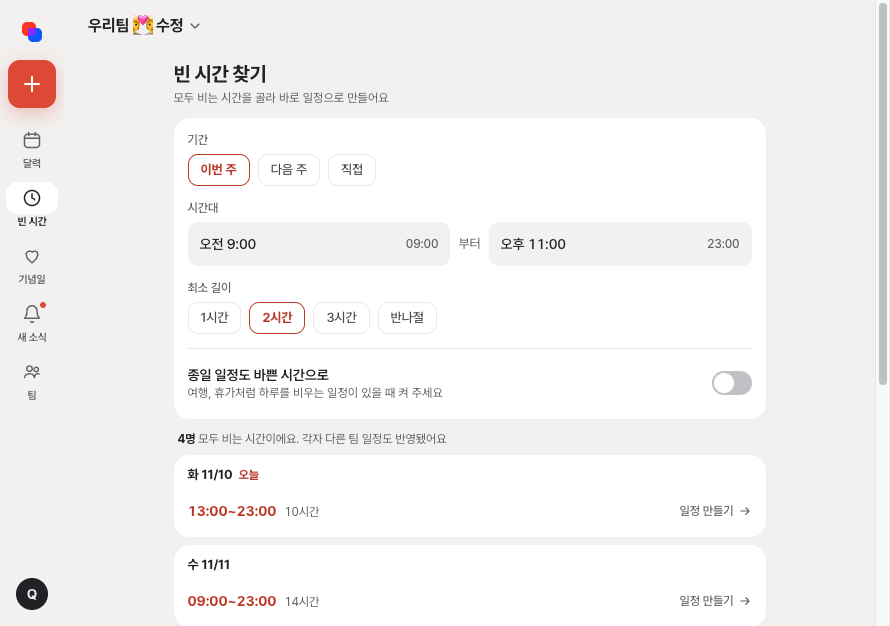 우리팀👩‍❤️‍👨수정
빈 시간 찾기
모두 비는 시간을 골라 바로 일정으로 만들어요
기간
이번 주
다음 주
직접
시간대
오전 9:00
09:00
부터
오후 11:00
23:00
최소 길이
1시간
2시간
3시간
반나절
종일 일정도 바쁜 시간으로
여행, 휴가처럼 하루를 비우는 일정이 있을 때 켜 주세요
4명 모두 비는 시간이에요. 각자 다른 팀 일정도 반영됐어요
화 11/10 오늘
13:00~23:00 10시간
일정 만들기 →
수 11/11
09:00~23:00 14시간
일정 만들기 →
달력
빈 시간
기념일
새 소식
팀
Q